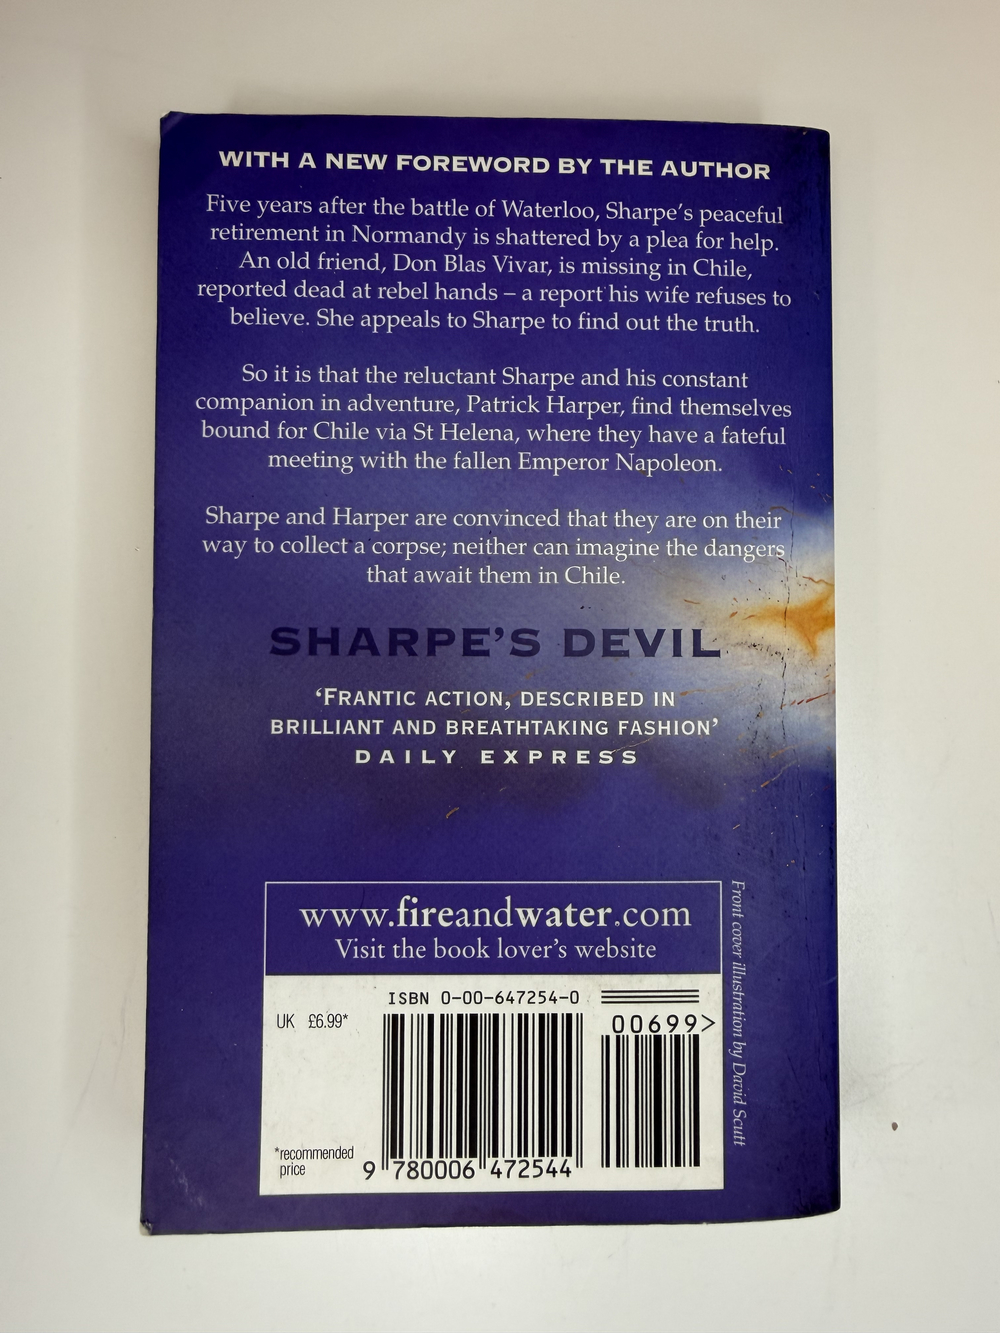 WITH A NEW FOREWORD BY THE AUTHOR
Five years after the battle of Waterloo, Sharpe's peaceful
retirement in Normandy is shattered by a plea for help.
An old friend, Don Blas Vivar, is missing in Chile,
reported dead at rebel hands – a report his wife refuses to
believe. She appeals to Sharpe to find out the truth.
So it is that the reluctant Sharpe and his constant
companion in adventure, Patrick Harper, find themselves
bound for Chile via St Helena, where they have a fateful
meeting with the fallen Emperor Napoleon.
Sharpe and Harper are convinced that they are on their
way to collect a corpse; neither can imagine the dangers
that await them in Chile.
SHARPE'S DEVIL
‘FRANTIC ACTION, DESCRIBED IN
BRILLIANT AND BREATHTAKING FASHION’
DAILY EXPRESS
www.fireandwater.com
Visit the book lover's website
ISBN 0-00-647254-0
UK £6.99*
00699>
*recommended
price
9 780006 472544
Front cover illustration by David Scutt